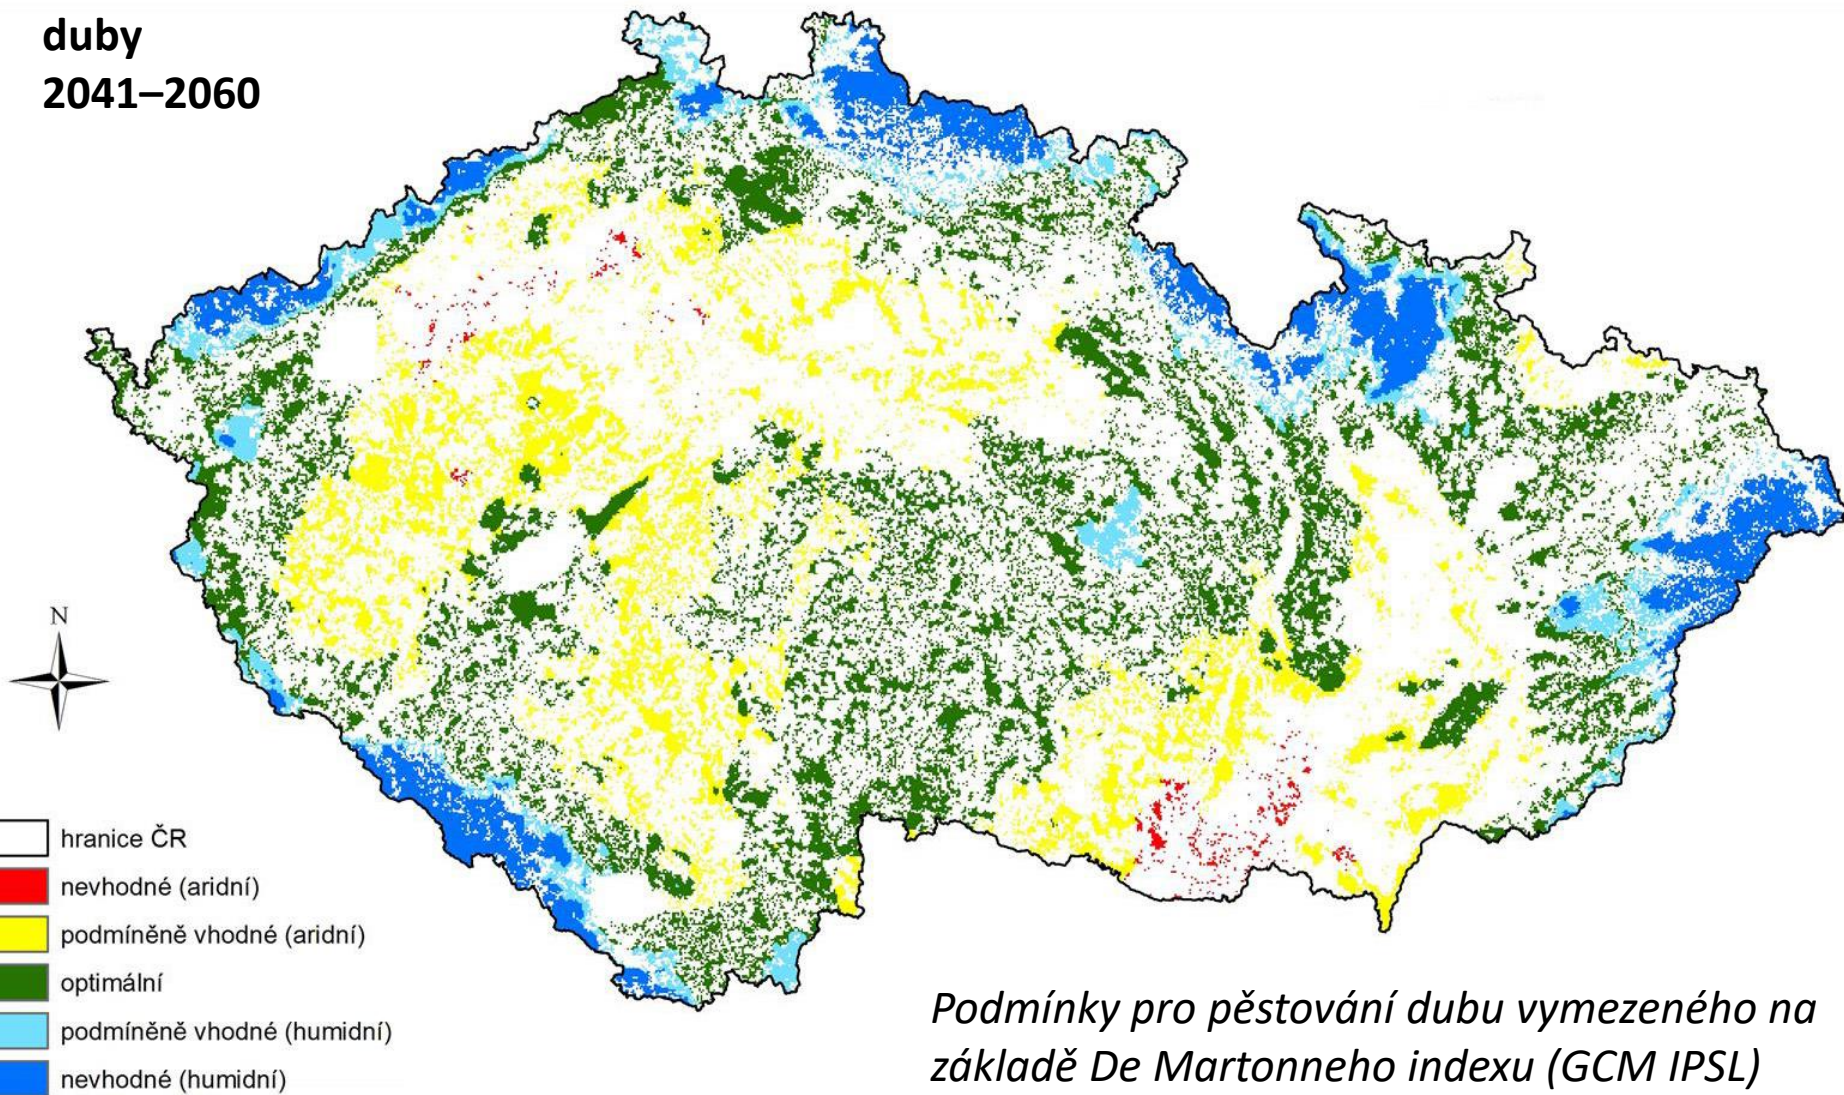 duby
2041–2060
N
hranice ČR
nevhodné (aridní)
podmíněně vhodné (aridní)
optimální
podmíněně vhodné (humidní)
nevhodné (humidní)
Podmínky pro pěstování dubu vymezeného na
základě De Martonneho indexu (GCM IPSL)